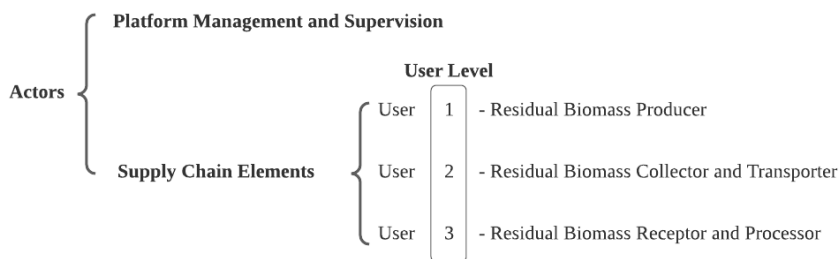 Platform Management and Supervision
User Level
Actors
User 1 - Residual Biomass Producer
Supply Chain Elements User 2 - Residual Biomass Collector and Transporter
User 3 - Residual Biomass Receptor and Processor